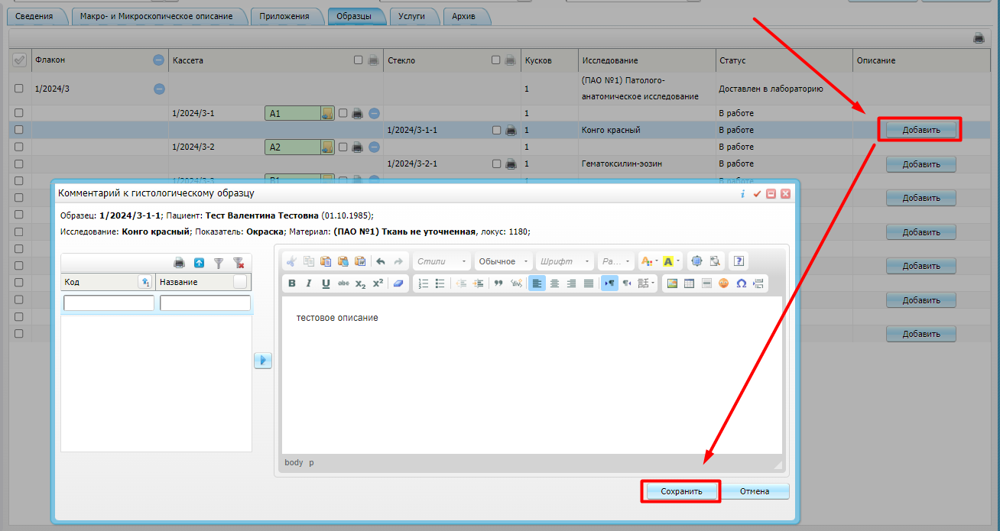 Сведения Макро- и Микроскопическое описание Приложения Образцы Услуги Архив
Флакон Кассета Стекло Кусков Исследование Статус Описание
1/2024/3 1 (ПАО №1) Патолого-анатомическое исследование Доставлен в лабораторию
1/2024/3-1 A1 1 В работе
1/2024/3-1-1 1 Конго красный В работе Добавить
1/2024/3-2 A2 1 В работе
1/2024/3-2-1 1 Гематоксилин-эозин В работе Добавить
1/2024/3-3 B1 1 В работе
Комментарий к гистологическому образцу
Добавить
Образец: 1/2024/3-1-1; Пациент: Тест Валентина Тестовна (01.10.1985);
Исследование: Конго красный; Показатель: Окраска; Материал: (ПАО №1) Ткань не уточненная, локус: 1180;
Добавить
Стили Обычное Шрифт Ра...
Добавить
Код Название
Добавить
тестовое описание
Добавить
body p
Сохранить Отмена